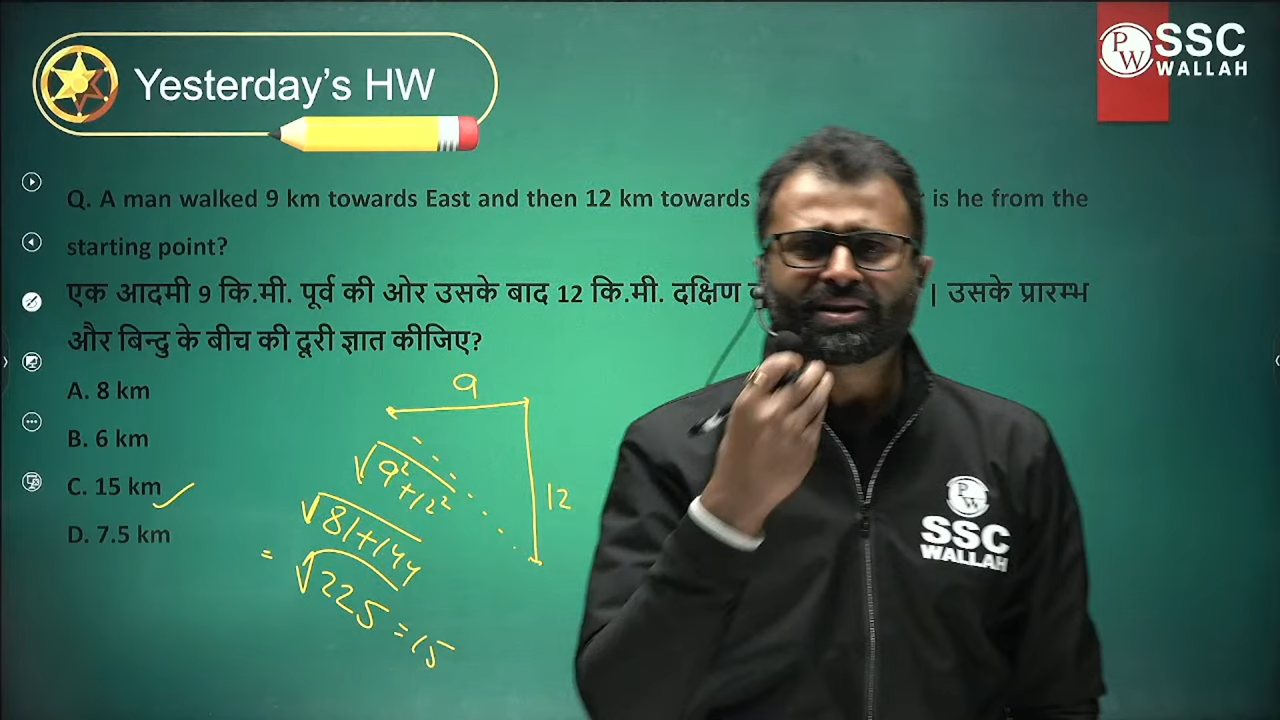 Yesterday's HW
PW
SSC
WALLAH
Q. A man walked 9 km towards East and then 12 km towards is he from the
starting point?
एक आदमी 9 कि.मी. पूर्व की ओर उसके बाद 12 कि.मी. दक्षिण | उसके प्रारम्भ
और बिन्दु के बीच की दूरी ज्ञात कीजिए?
A. 8 km
B. 6 km
C. 15 km
D. 7.5 km
9
12
√9²+12²
√81+144
= √225 = 15
PW
SSC
WALLAH